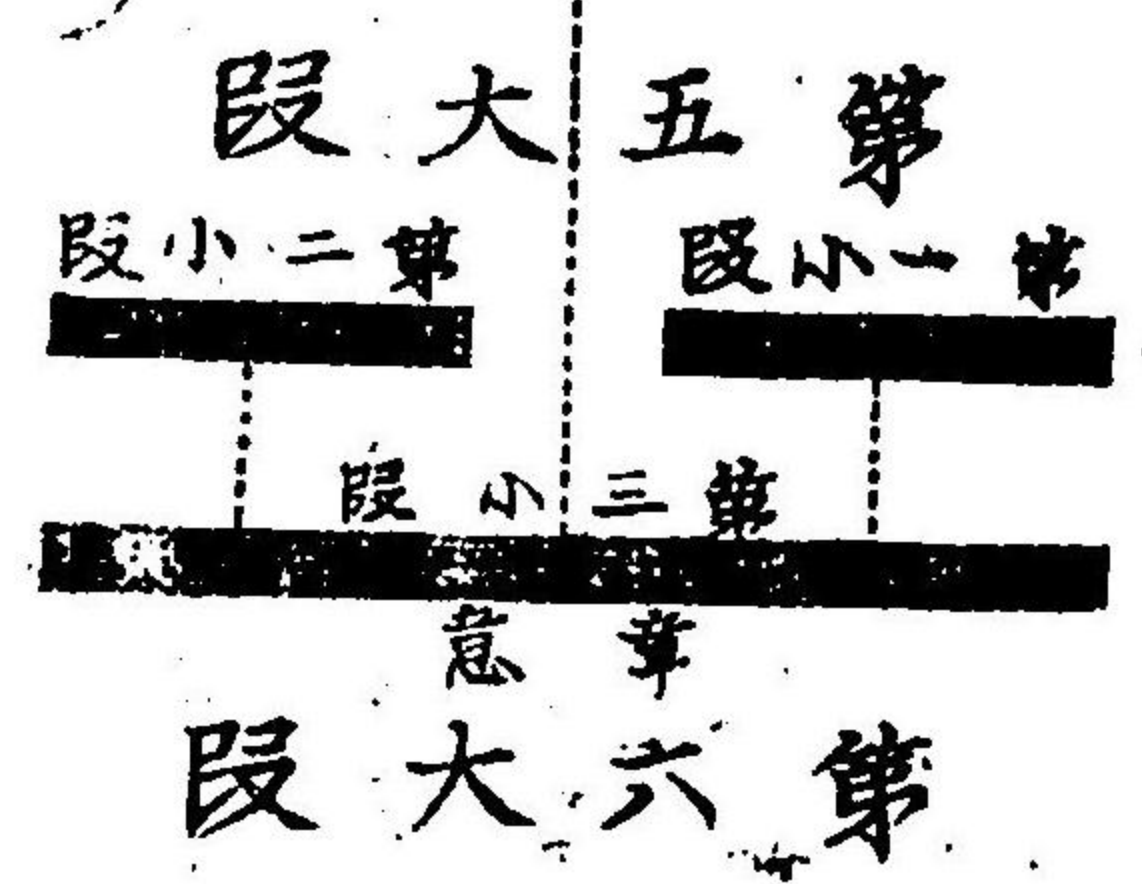 第五大段
第一小段
第二小段
第三小段
章意
第六大段